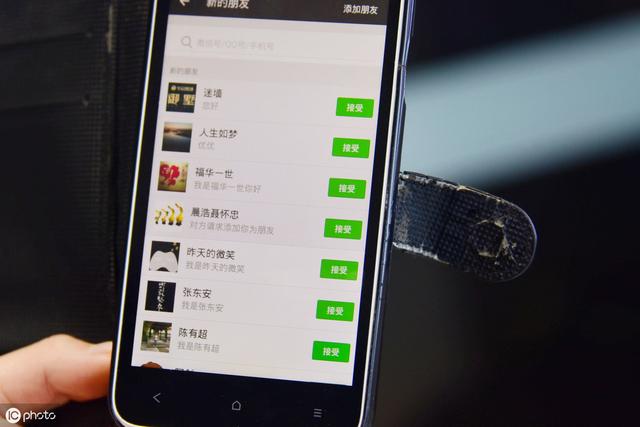 新的朋友
添加朋友
微信号/QQ号/手机号
新的朋友
迷墙
接受
您好
人生如梦
接受
优优
福华一世
接受
我是福华一世你好
晨浩聂怀忠
接受
对方请求添加你为朋友
昨天的微笑
接受
我是昨天的微笑
张东安
接受
我是张东安
陈有超
接受
我是陈有超
iC photo